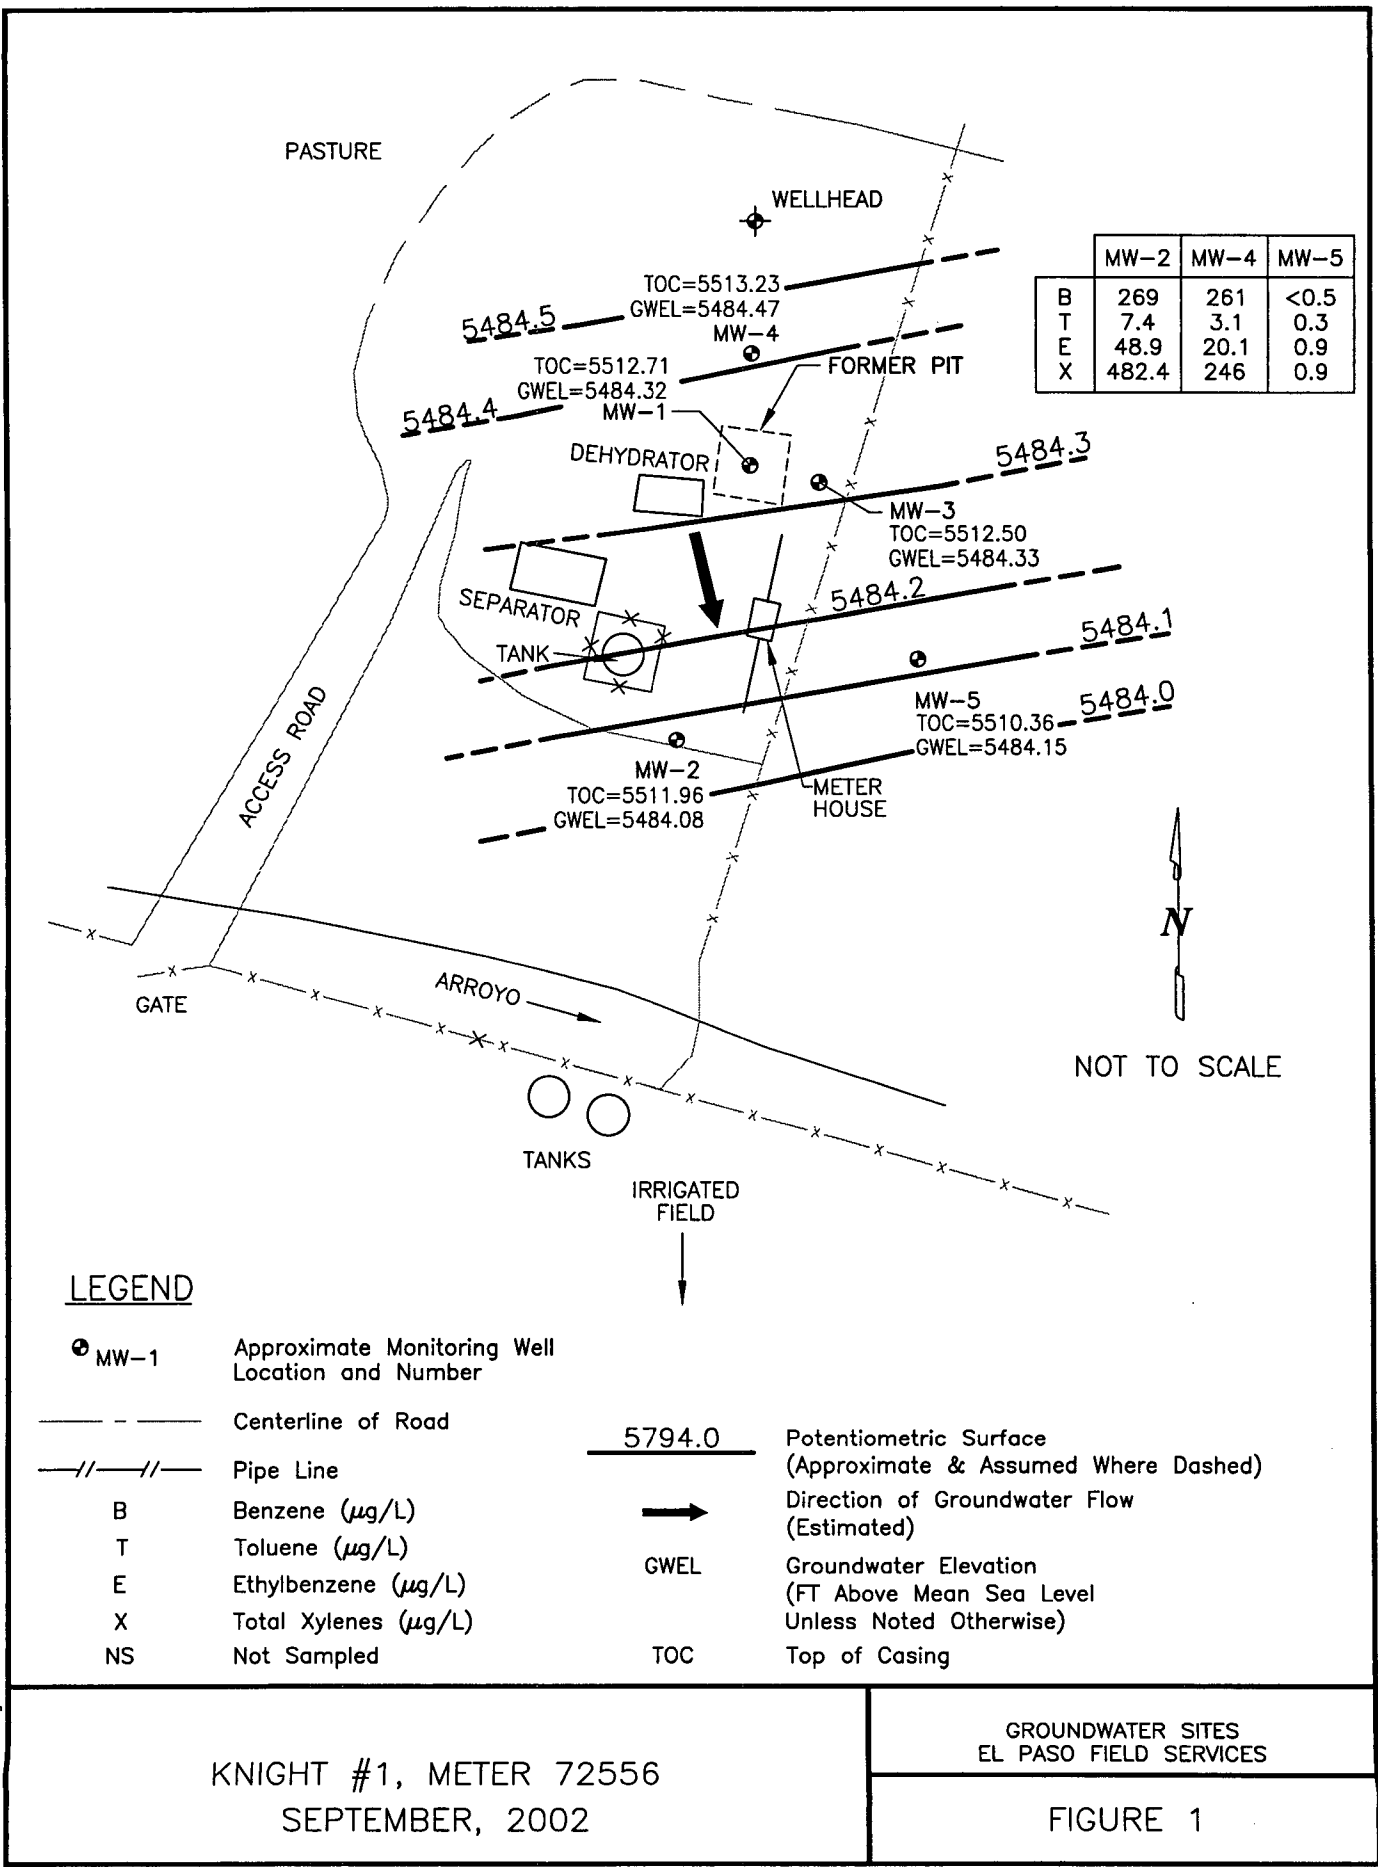 PASTURE
WELLHEAD
MW-2 MW-4 MW-5
B 269 261 <0.5
T 7.4 3.1 0.3
E 48.9 20.1 0.9
X 482.4 246 0.9
TOC=5513.23
GWEL=5484.47
MW-4
5484.5
TOC=5512.71
GWEL=5484.32
MW-1
FORMER PIT
5484.4
DEHYDRATOR
5484.3
MW-3
TOC=5512.50
GWEL=5484.33
SEPARATOR
5484.2
TANK
5484.1
MW-5
TOC=5510.36
GWEL=5484.15
5484.0
ACCESS ROAD
MW-2
TOC=5511.96
GWEL=5484.08
METER
HOUSE
N
GATE
ARROYO
NOT TO SCALE
TANKS
IRRIGATED
FIELD
LEGEND
MW-1 Approximate Monitoring Well
Location and Number
Centerline of Road
Pipe Line
B Benzene (µg/L)
T Toluene (µg/L)
E Ethylbenzene (µg/L)
X Total Xylenes (µg/L)
NS Not Sampled
5794.0 Potentiometric Surface
(Approximate & Assumed Where Dashed)
Direction of Groundwater Flow
(Estimated)
GWEL Groundwater Elevation
(FT Above Mean Sea Level
Unless Noted Otherwise)
TOC Top of Casing
KNIGHT #1, METER 72556
SEPTEMBER, 2002
GROUNDWATER SITES
EL PASO FIELD SERVICES
FIGURE 1